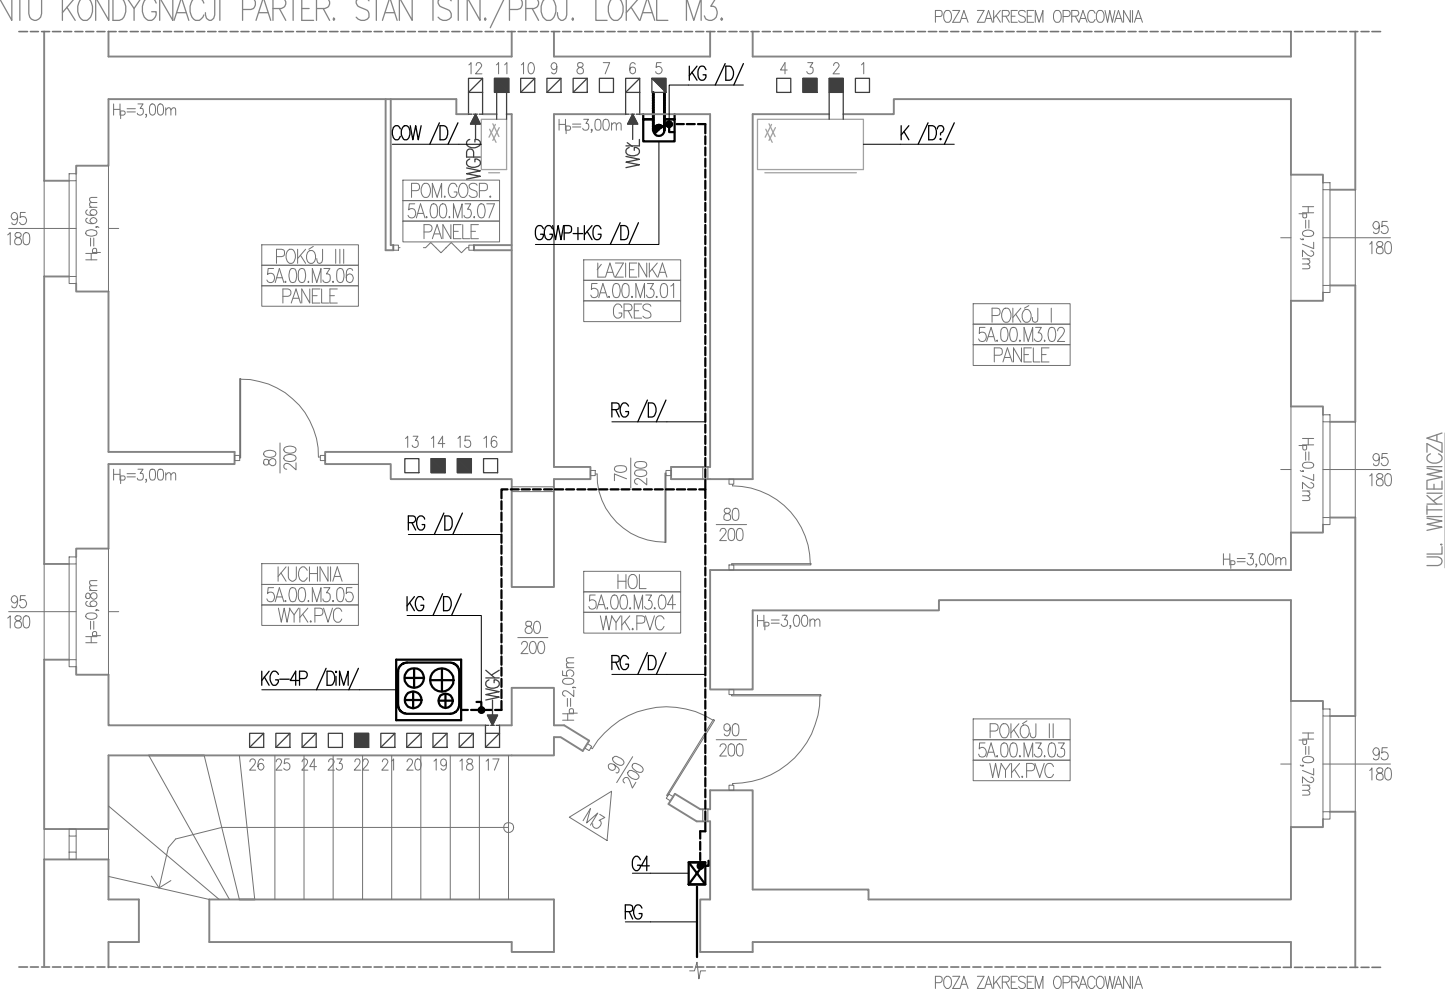 NIU KONDYGNACJI PARTER. STAN ISTN./PROJ. LOKAL M3.
POZA ZAKRESEM OPRACOWANIA
12 11 10 9 8 7 6 5
KG /D/
4 3 2 1
Hp=3,00m
COW /D/
WGPG
Hp=3,00m
WGŁ
K /D?/
POM.GOSP.
5A.00.M3.07
PANELE
95
180
Hp=0,66m
GGWP+KG /D/
Hp=0,72m
95
180
POKÓJ III
5A.00.M3.06
PANELE
ŁAZIENKA
5A.00.M3.01
GRES
POKÓJ I
5A.00.M3.02
PANELE
RG /D/
80
200
13 14 15 16
70
200
Hp=0,72m
95
180
UL. WITKIEWICZA
Hp=3,00m
RG /D/
80
200
Hp=3,00m
KUCHNIA
5A.00.M3.05
WYK.PVC
HOL
5A.00.M3.04
WYK.PVC
95
180
Hp=0,68m
KG /D/
80
200
Hp=3,00m
KG-4P /DiM/
WGK
Hp=2,05m
RG /D/
90
200
90
200
POKÓJ II
5A.00.M3.03
WYK.PVC
Hp=0,72m
95
180
26 25 24 23 22 21 20 19 18 17
M3
G4
RG
POZA ZAKRESEM OPRACOWANIA